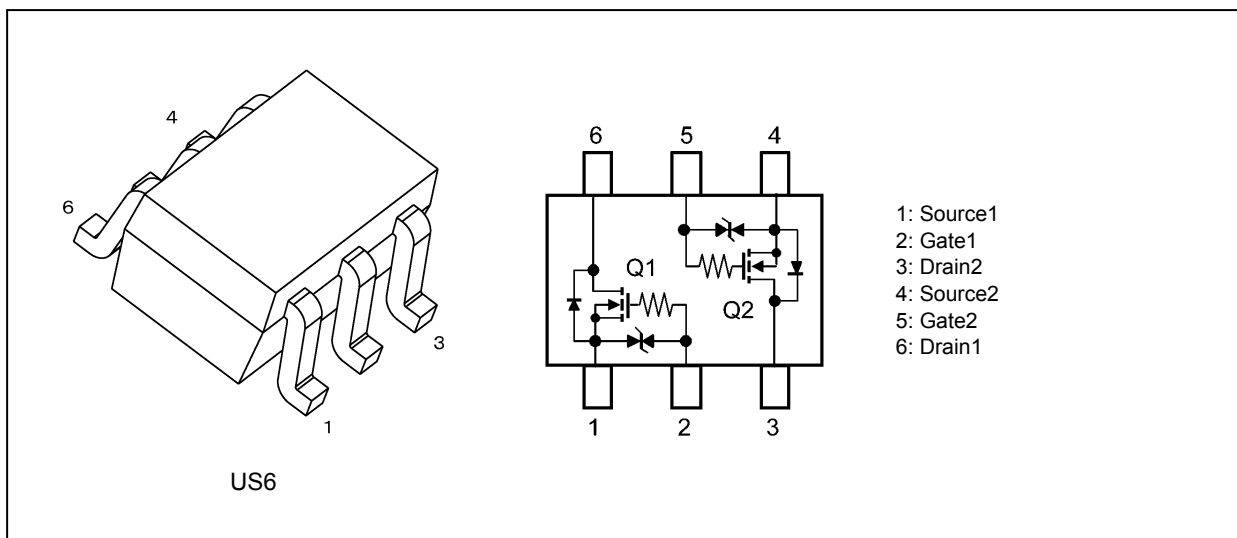 4
6
3
1
US6
6 5 4
Q1
Q2
1 2 3
1: Source1
2: Gate1
3: Drain2
4: Source2
5: Gate2
6: Drain1